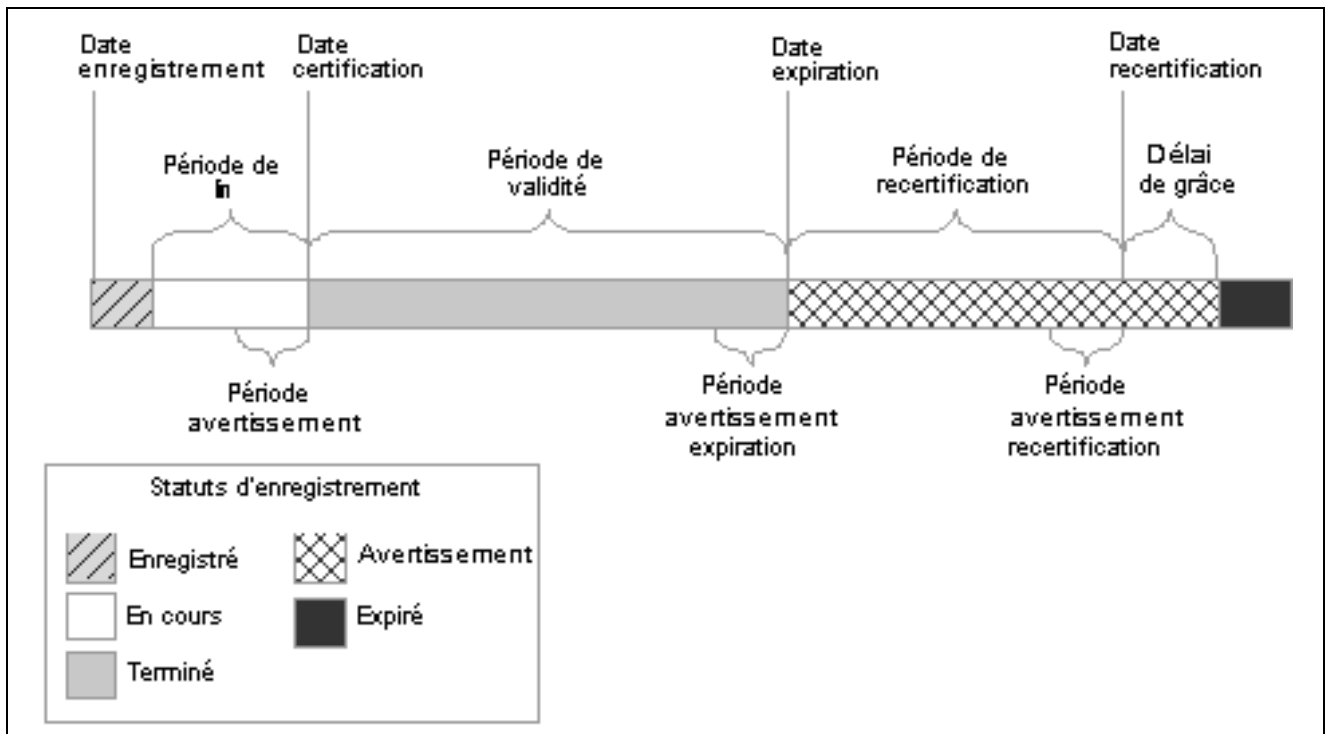 Date
enregistrement
Date
certification
Date
expiration
Date
recertification
Période de
fin
Période de
validité
Période de
recertification
Délai
de grâce
Période
avertissement
Période
avertissement
expiration
Période
avertissement
recertification
Statuts d'enregistrement
Enregistré
Avertissement
En cours
Expiré
Terminé